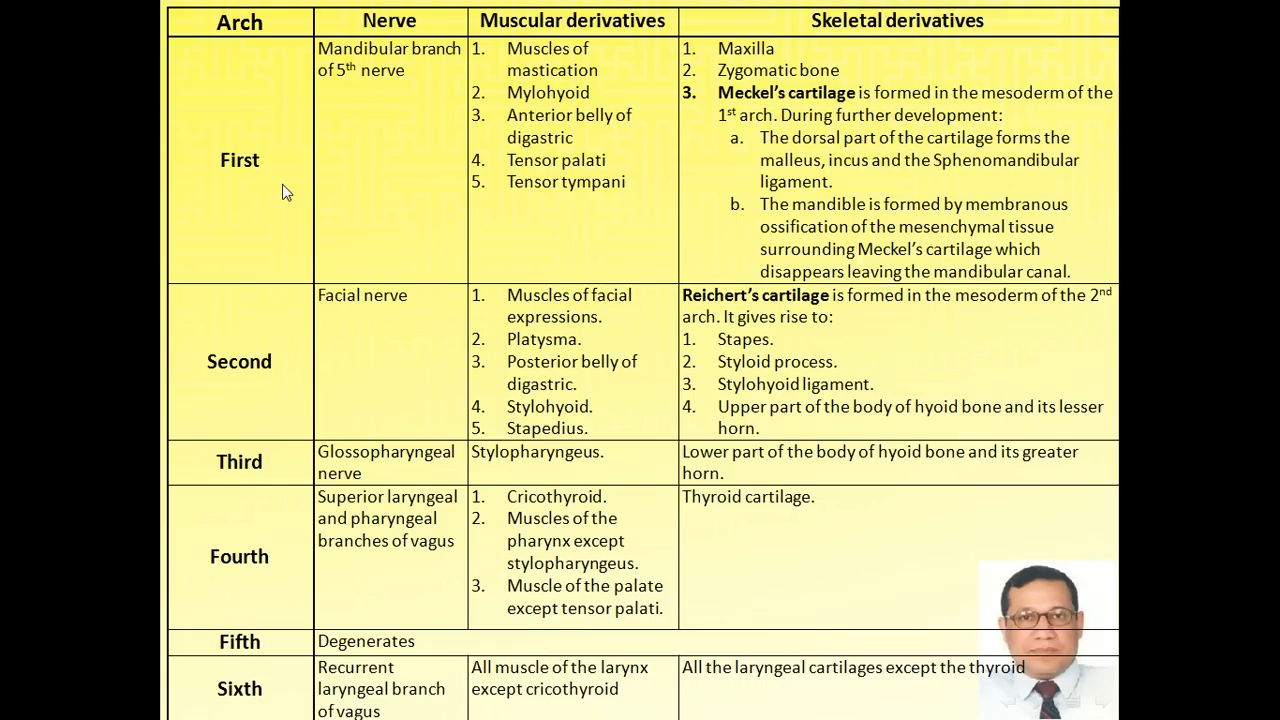 Arch Nerve Muscular derivatives Skeletal derivatives
First
Mandibular branch
of 5th nerve
1. Muscles of
mastication
2. Mylohyoid
3. Anterior belly of
digastric
4. Tensor palati
5. Tensor tympani
1. Maxilla
2. Zygomatic bone
3. Meckel's cartilage is formed in the mesoderm of the
1st arch. During further development:
a. The dorsal part of the cartilage forms the
malleus, incus and the Sphenomandibular
ligament.
b. The mandible is formed by membranous
ossification of the mesenchymal tissue
surrounding Meckel's cartilage which
disappears leaving the mandibular canal.
Second
Facial nerve
1. Muscles of facial
expressions.
2. Platysma.
3. Posterior belly of
digastric.
4. Stylohyoid.
5. Stapedius.
Reichert's cartilage is formed in the mesoderm of the 2nd
arch. It gives rise to:
1. Stapes.
2. Styloid process.
3. Stylohyoid ligament.
4. Upper part of the body of hyoid bone and its lesser
horn.
Third
Glossopharyngeal
nerve
Stylopharyngeus.
Lower part of the body of hyoid bone and its greater
horn.
Fourth
Superior laryngeal
and pharyngeal
branches of vagus
1. Cricothyroid.
2. Muscles of the
pharynx except
stylopharyngeus.
3. Muscle of the palate
except tensor palati.
Thyroid cartilage.
Fifth
Degenerates
Sixth
Recurrent
laryngeal branch
of vagus
All muscle of the larynx
except cricothyroid
All the laryngeal cartilages except the thyroid